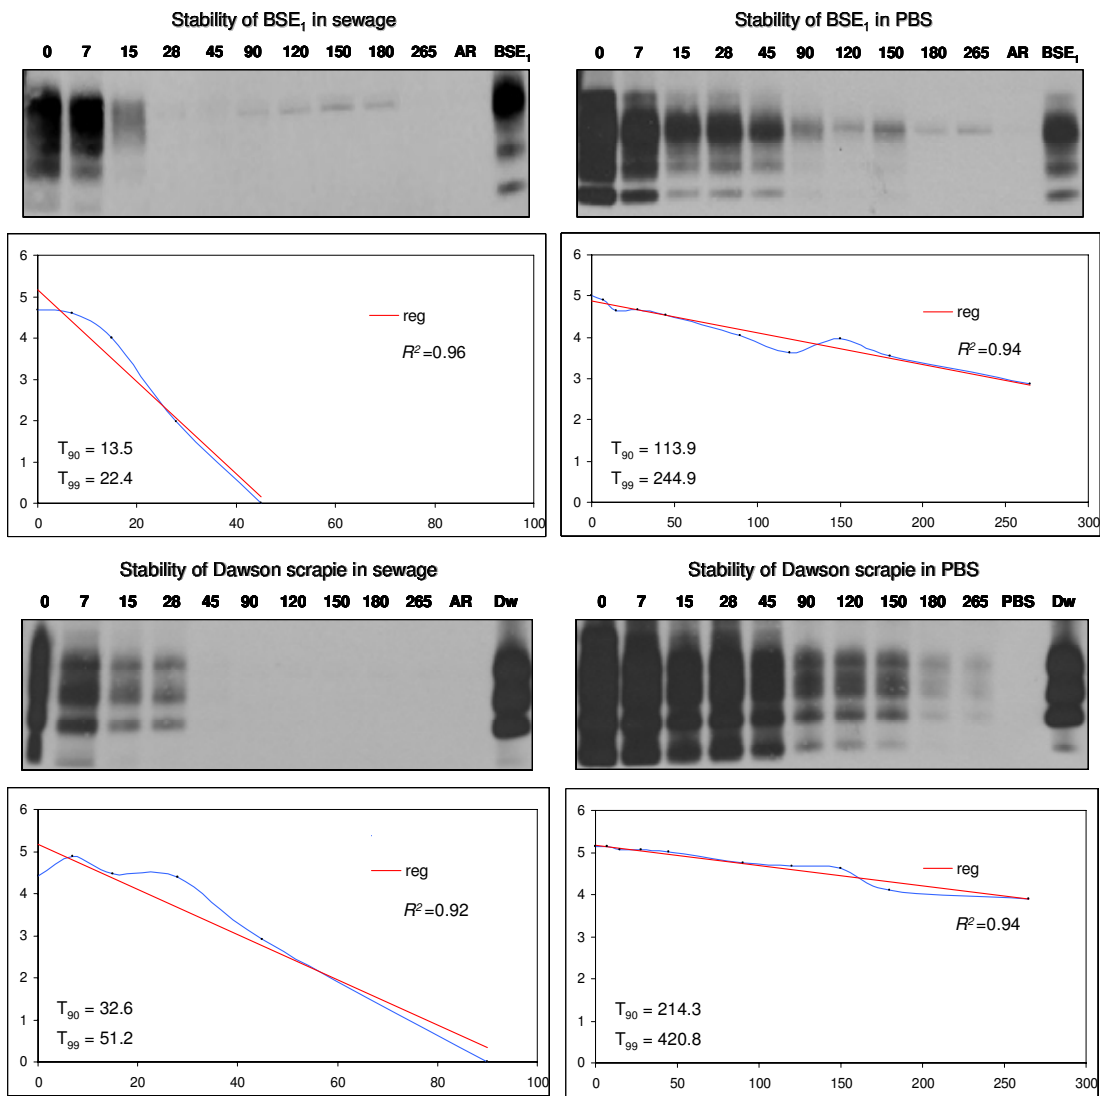 Stability of BSE1 in sewage
0 7 15 28 45 90 120 150 180 265 AR BSE1
6
5
4
3
2
1
0
reg
R²=0.96
T90 = 13.5
T99 = 22.4
0 20 40 60 80 100
Stability of BSE1 in PBS
0 7 15 28 45 90 120 150 180 265 AR BSE1
6
5
4
3
2
1
0
reg
R²=0.94
T90 = 113.9
T99 = 244.9
0 50 100 150 200 250 300
Stability of Dawson scrapie in sewage
0 7 15 28 45 90 120 150 180 265 AR Dw
6
5
4
3
2
1
0
reg
R²=0.92
T90 = 32.6
T99 = 51.2
0 20 40 60 80 100
Stability of Dawson scrapie in PBS
0 7 15 28 45 90 120 150 180 265 PBS Dw
6
5
4
3
2
1
0
reg
R²=0.94
T90 = 214.3
T99 = 420.8
0 50 100 150 200 250 300